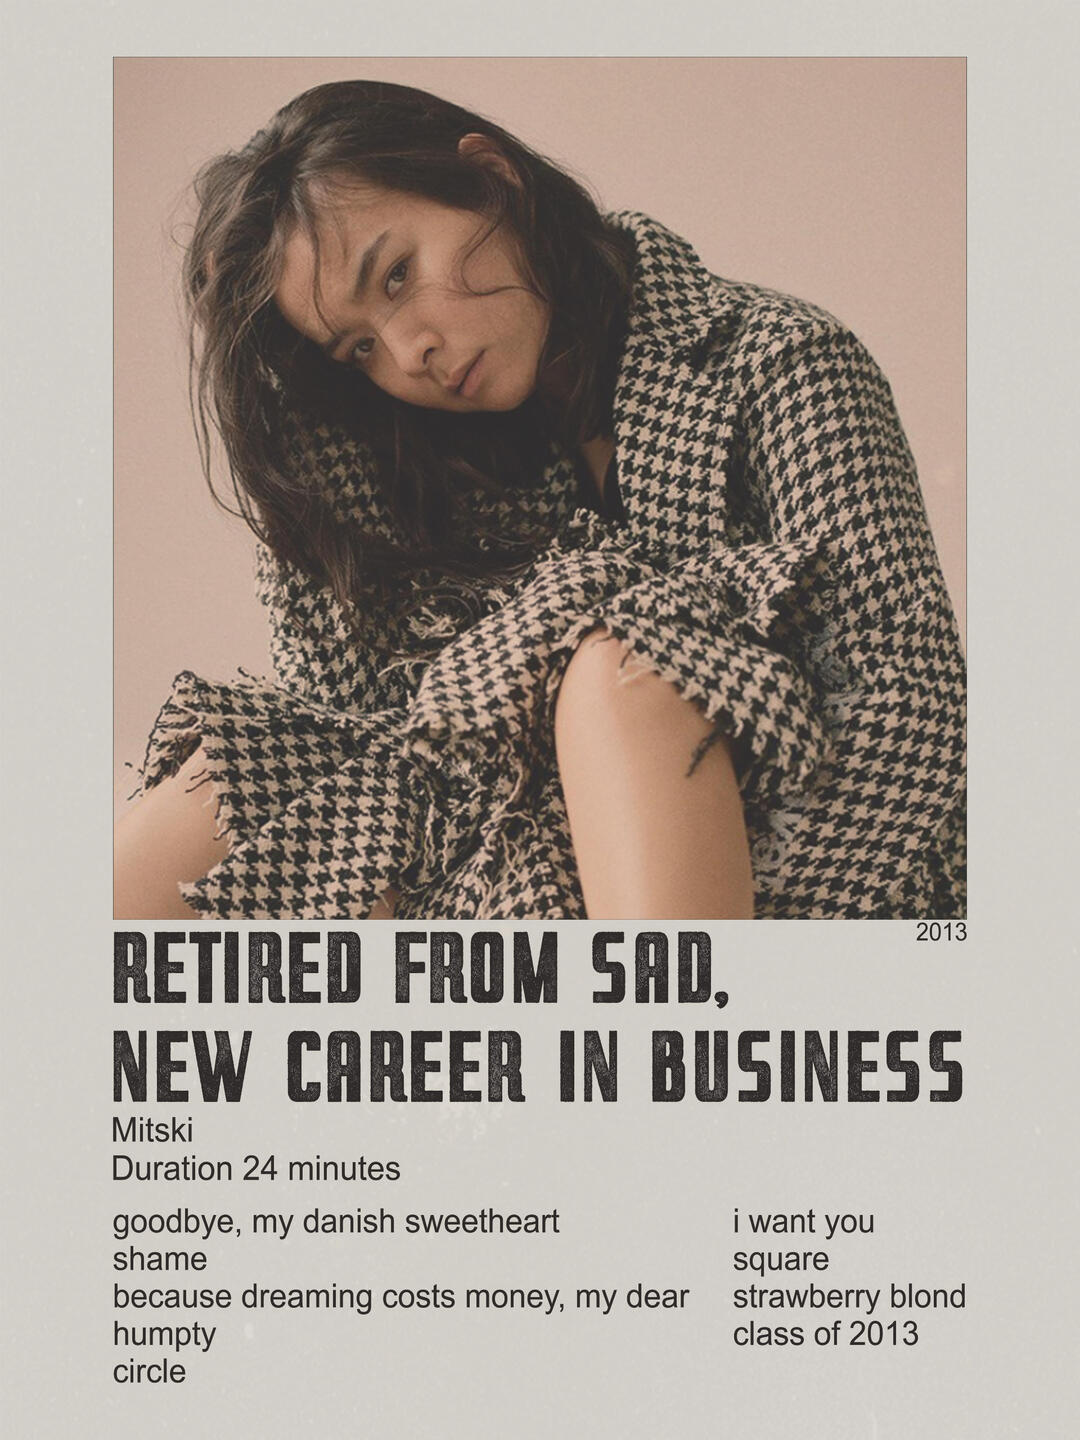 2013
RETIRED FROM SAD,
NEW CAREER IN BUSINESS
Mitski
Duration 24 minutes
goodbye, my danish sweetheart
shame
because dreaming costs money, my dear
humpty
circle
i want you
square
strawberry blond
class of 2013